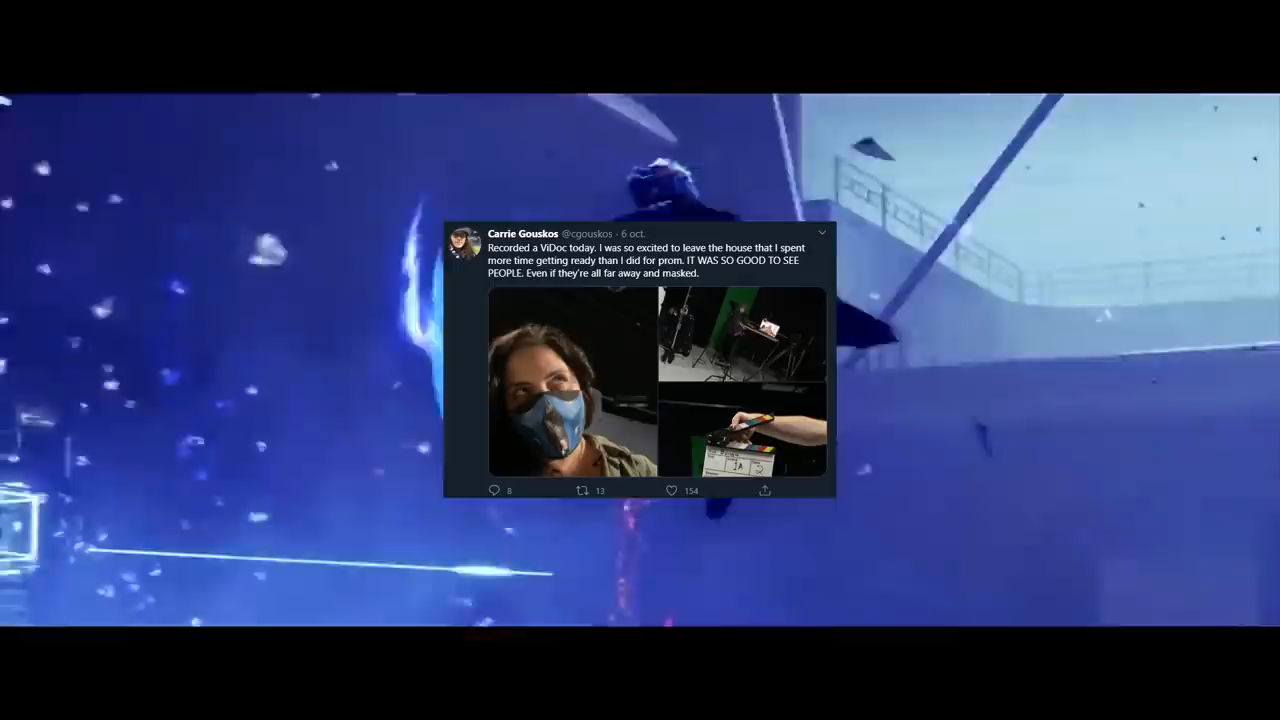 Carrie Gouskos @cgouskos · 6 oct.
Recorded a ViDoc today. I was so excited to leave the house that I spent
more time getting ready than I did for prom. IT WAS SO GOOD TO SEE
PEOPLE. Even if they're all far away and masked.
1A 2
8 13 154